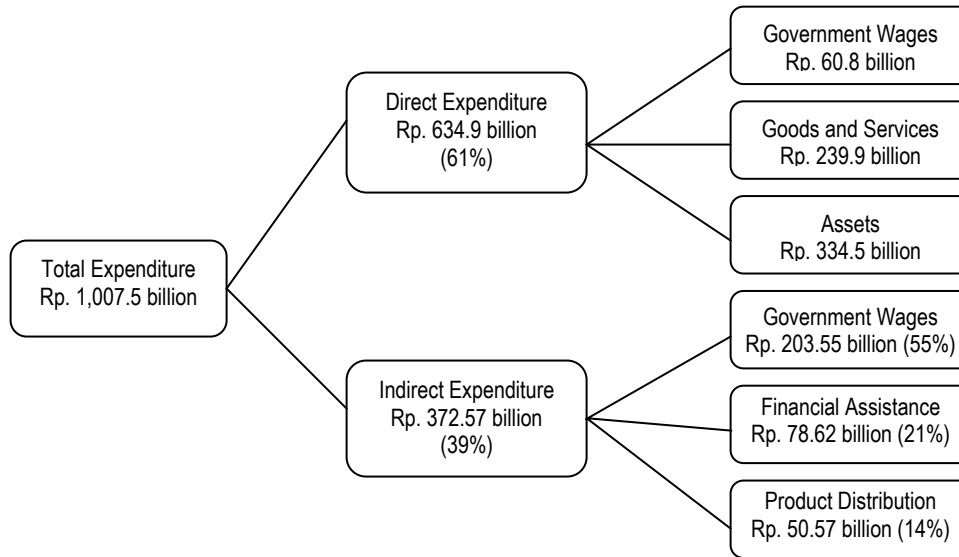 Total Expenditure
Rp. 1,007.5 billion
Direct Expenditure
Rp. 634.9 billion
(61%)
Government Wages
Rp. 60.8 billion
Goods and Services
Rp. 239.9 billion
Assets
Rp. 334.5 billion
Indirect Expenditure
Rp. 372.57 billion
(39%)
Government Wages
Rp. 203.55 billion (55%)
Financial Assistance
Rp. 78.62 billion (21%)
Product Distribution
Rp. 50.57 billion (14%)